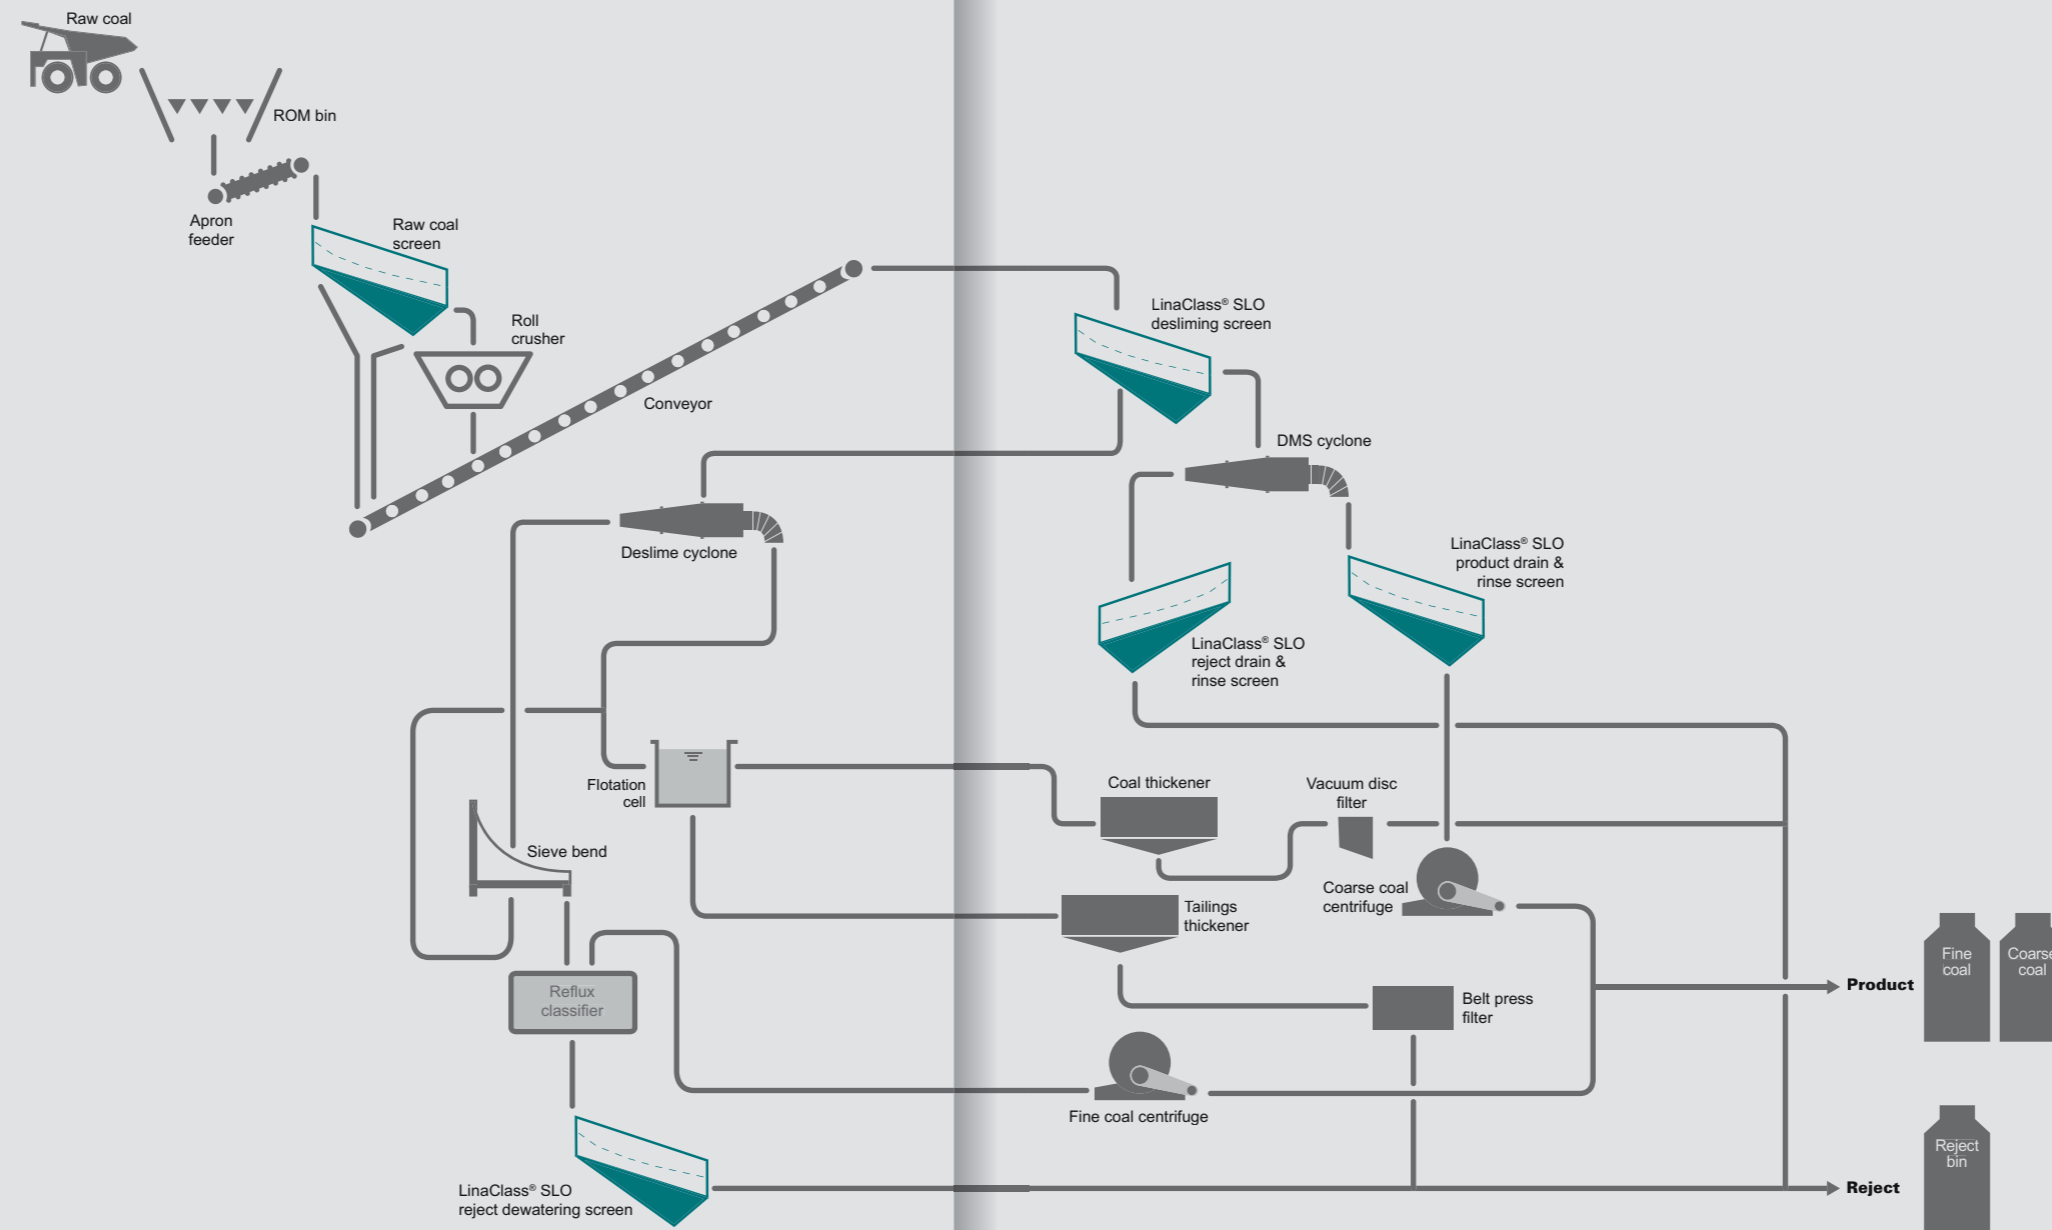 Raw coal
ROM bin
Apron
feeder
Raw coal
screen
Roll
crusher
Conveyor
LinaClass® SLO
desliming screen
DMS cyclone
Deslime cyclone
LinaClass® SLO
product drain &
rinse screen
LinaClass® SLO
reject drain &
rinse screen
Flotation
cell
Coal thickener
Vacuum disc
filter
Sieve bend
Coarse coal
centrifuge
Tailings
thickener
Reflux
classifier
Belt press
filter
Fine coal centrifuge
Product
Fine
coal
Coarse
coal
LinaClass® SLO
reject dewatering screen
Reject
Reject
bin